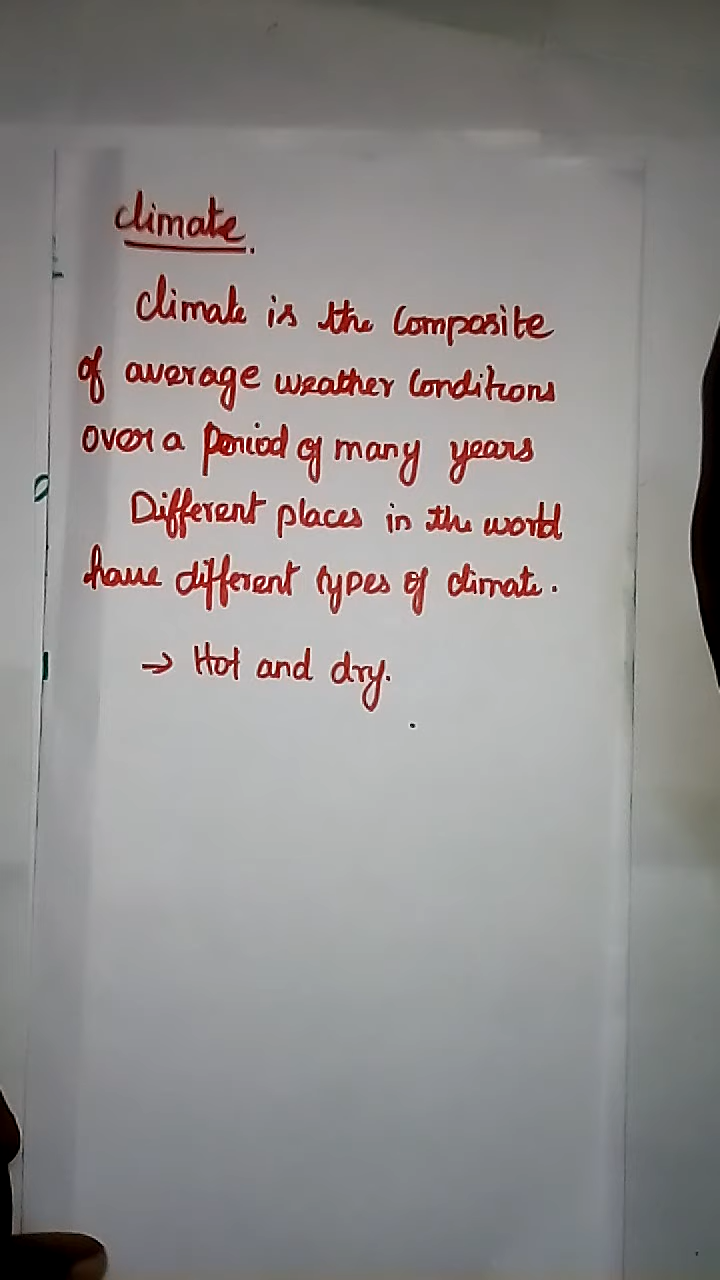 climate.
climate is the Composite
of average weather Conditions
over a Period of many years
Different places in the world
have different types of climate.
→ Hot and dry.